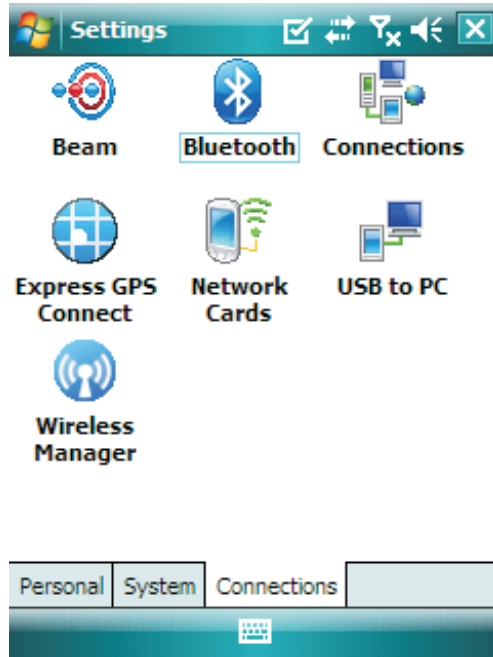 Settings
Beam Bluetooth Connections
Express GPS Connect Network Cards USB to PC
Wireless Manager
Personal System Connections